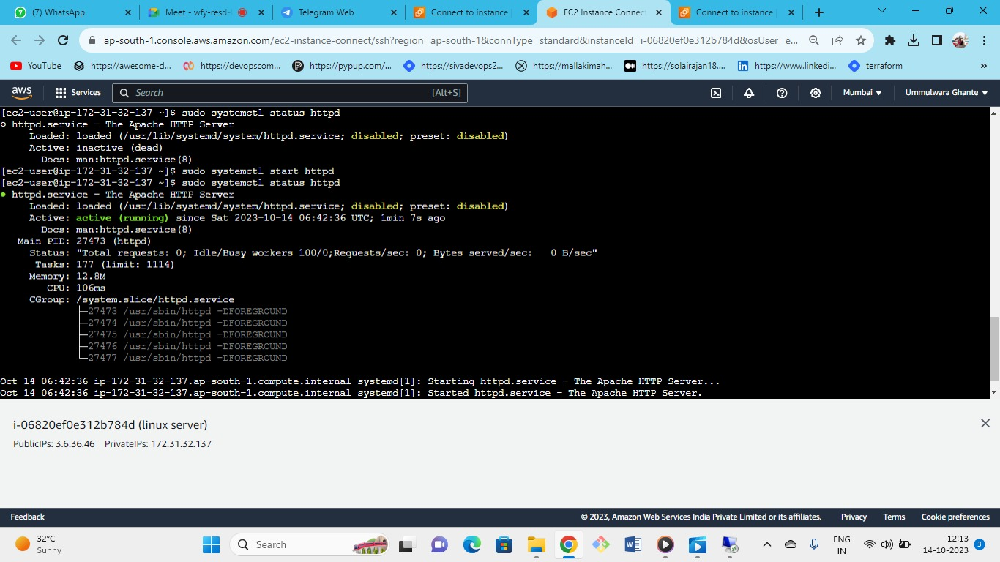 (7) WhatsApp
Meet - wfy-resd-
Telegram Web
Connect to instance
EC2 Instance Connect
Connect to instance
ap-south-1.console.aws.amazon.com/ec2-instance-connect/ssh?region=ap-south-1&connType=standard&instanceId=i-06820ef0e312b784d&osUser=e...
YouTube
https://awesome-d...
https://devopscom...
https://pypup.com/...
https://sivadevops2...
https://mallakimah...
https://solairajan18....
https://www.linkedi...
terraform
»
aws
Services
Search
[Alt+S]
Mumbai
Ummulwara Ghante
[ec2-user@ip-172-31-32-137 ~]$ sudo systemctl status httpd
○ httpd.service - The Apache HTTP Server
Loaded: loaded (/usr/lib/systemd/system/httpd.service; disabled; preset: disabled)
Active: inactive (dead)
Docs: man:httpd.service(8)
[ec2-user@ip-172-31-32-137 ~]$ sudo systemctl start httpd
[ec2-user@ip-172-31-32-137 ~]$ sudo systemctl status httpd
● httpd.service - The Apache HTTP Server
Loaded: loaded (/usr/lib/systemd/system/httpd.service; disabled; preset: disabled)
Active: active (running) since Sat 2023-10-14 06:42:36 UTC; 1min 7s ago
Docs: man:httpd.service(8)
Main PID: 27473 (httpd)
Status: "Total requests: 0; Idle/Busy workers 100/0;Requests/sec: 0; Bytes served/sec:   0 B/sec"
Tasks: 177 (limit: 1114)
Memory: 12.8M
CPU: 106ms
CGroup: /system.slice/httpd.service
├─27473 /usr/sbin/httpd -DFOREGROUND
├─27474 /usr/sbin/httpd -DFOREGROUND
├─27475 /usr/sbin/httpd -DFOREGROUND
├─27476 /usr/sbin/httpd -DFOREGROUND
└─27477 /usr/sbin/httpd -DFOREGROUND
Oct 14 06:42:36 ip-172-31-32-137.ap-south-1.compute.internal systemd[1]: Starting httpd.service - The Apache HTTP Server...
Oct 14 06:42:36 ip-172-31-32-137.ap-south-1.compute.internal systemd[1]: Started httpd.service - The Apache HTTP Server.
i-06820ef0e312b784d (linux server)
PublicIPs: 3.6.36.46 PrivateIPs: 172.31.32.137
Feedback
© 2023, Amazon Web Services India Private Limited or its affiliates.
Privacy
Terms
Cookie preferences
32°C
Sunny
Search
ENG
IN
12:13
14-10-2023
3